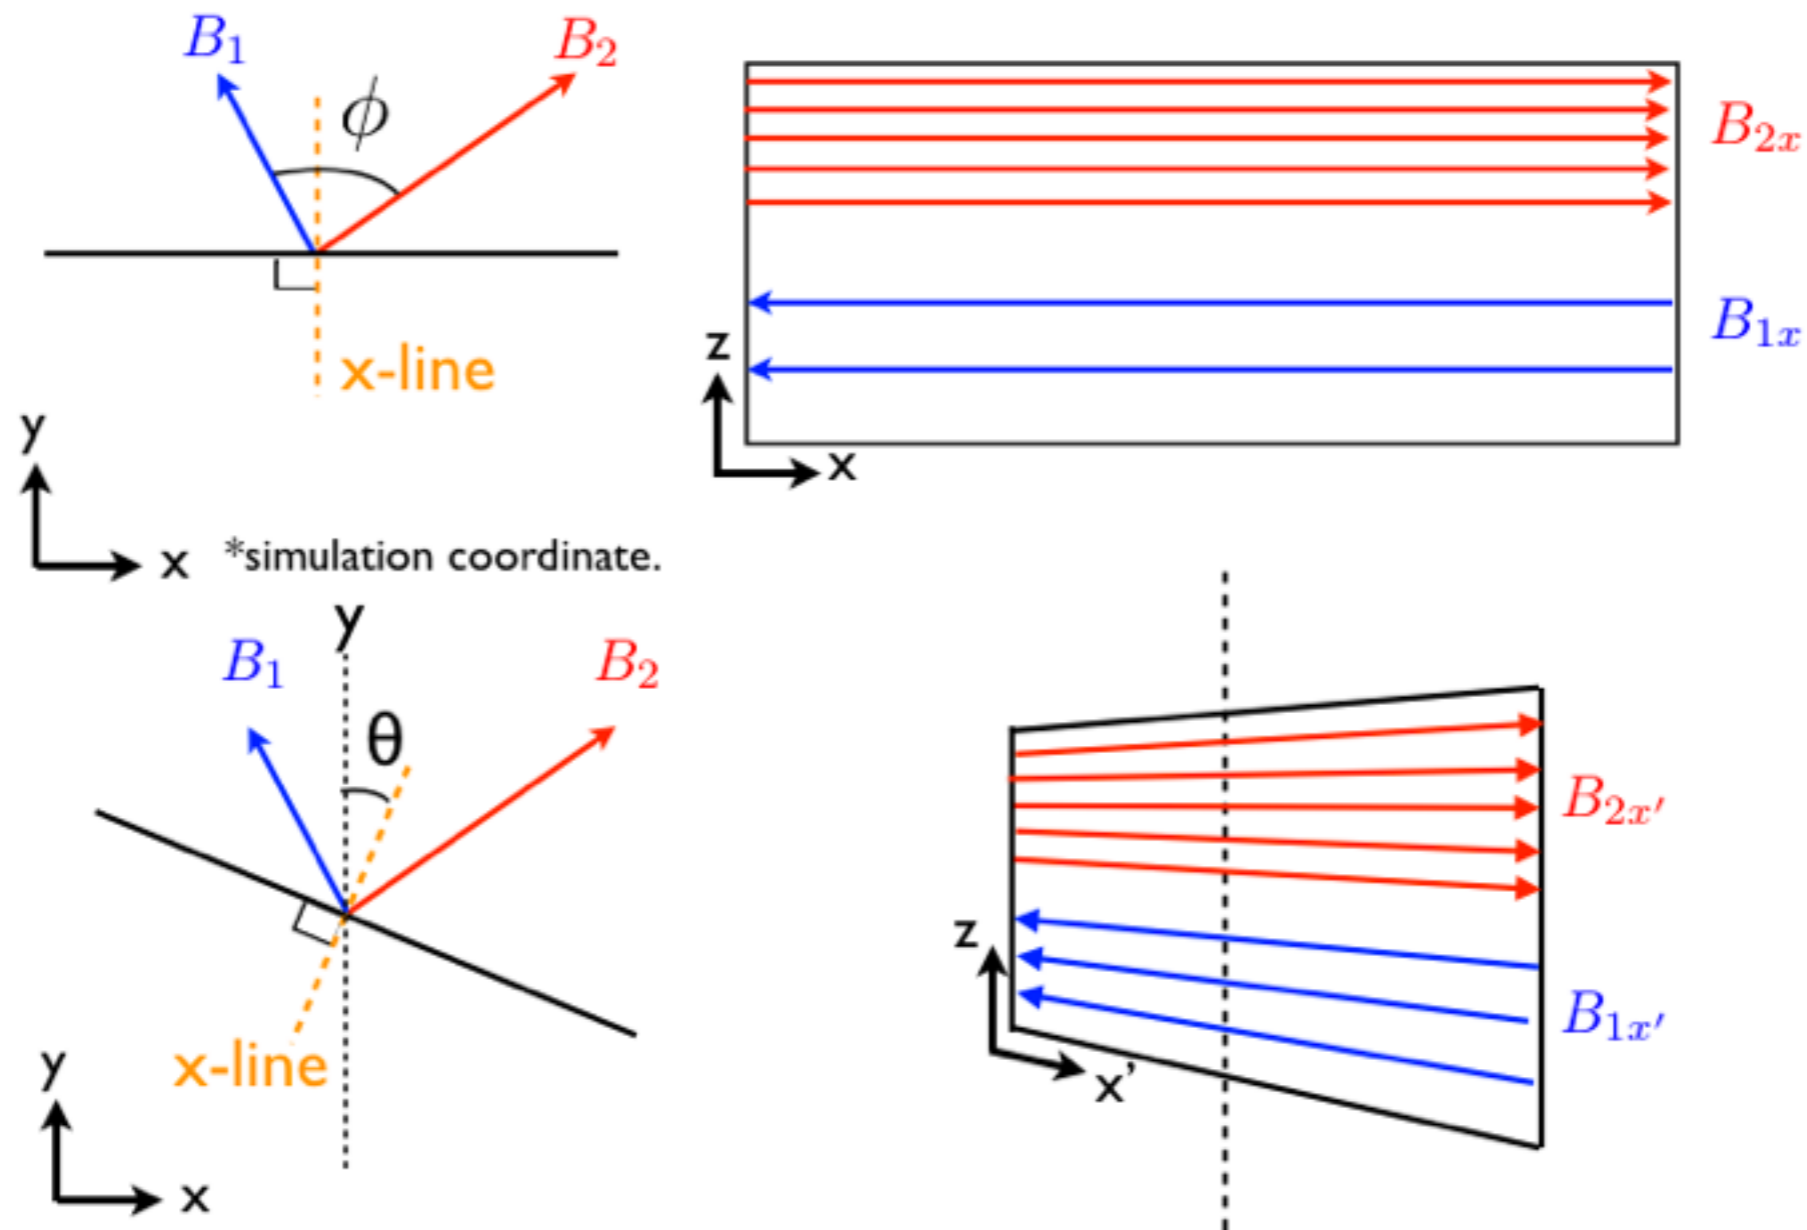 B₁
B₂
ϕ
x-line
y
x
*simulation coordinate.
B₂ₓ
B₁ₓ
z
x
y
B₁
B₂
θ
x-line
y
x
B₂ₓ′
B₁ₓ′
z
x’